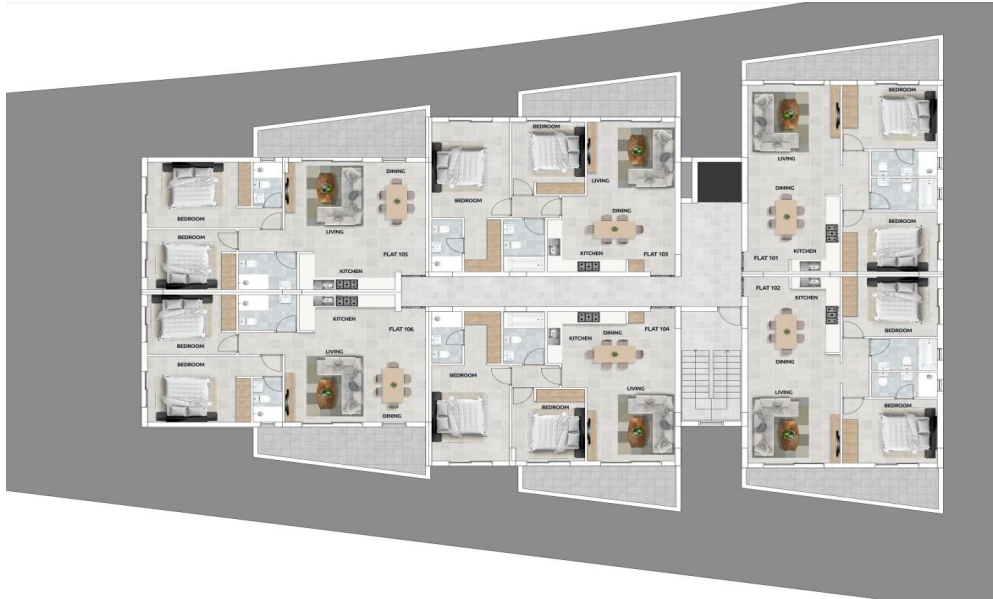 BEDROOM
LIVING
DINING
KITCHEN
FLAT 101
BEDROOM
BEDROOM
BEDROOM
LIVING
DINING
KITCHEN
FLAT 103
BEDROOM
BEDROOM
LIVING
DINING
KITCHEN
FLAT 105
BEDROOM
KITCHEN
FLAT 106
LIVING
DINING
BEDROOM
DINING
KITCHEN
FLAT 104
LIVING
BEDROOM
BEDROOM
FLAT 102
KITCHEN
DINING
LIVING
BEDROOM
BEDROOM